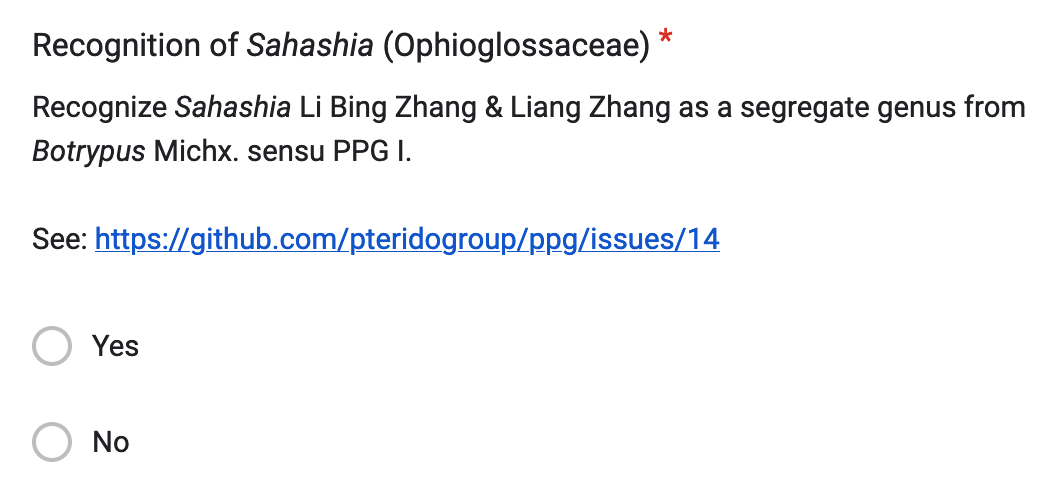 Recognition of Sahashia (Ophioglossaceae) *
Recognize Sahashia Li Bing Zhang & Liang Zhang as a segregate genus from
Botrypus Michx. sensu PPG I.
See: https://github.com/pteridogroup/ppg/issues/14
Yes
No